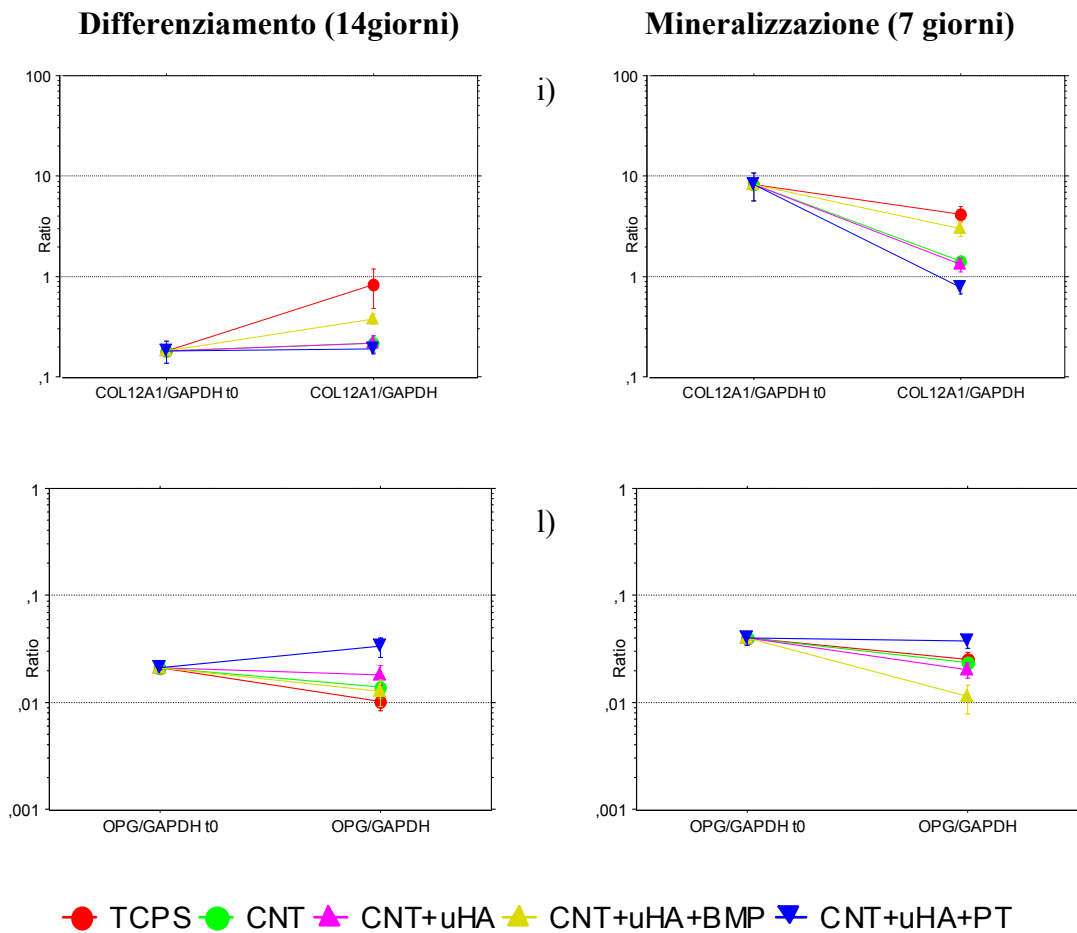 Differenziamento (14giorni) Mineralizzazione (7 giorni)
i)
100
10
1
,1
Ratio
COL12A1/GAPDH t0 COL12A1/GAPDH
100
10
1
,1
Ratio
COL12A1/GAPDH t0 COL12A1/GAPDH
l)
1
,1
,01
,001
Ratio
OPG/GAPDH t0 OPG/GAPDH
1
,1
,01
,001
Ratio
OPG/GAPDH t0 OPG/GAPDH
TCPS CNT CNT+uHA CNT+uHA+BMP CNT+uHA+PT